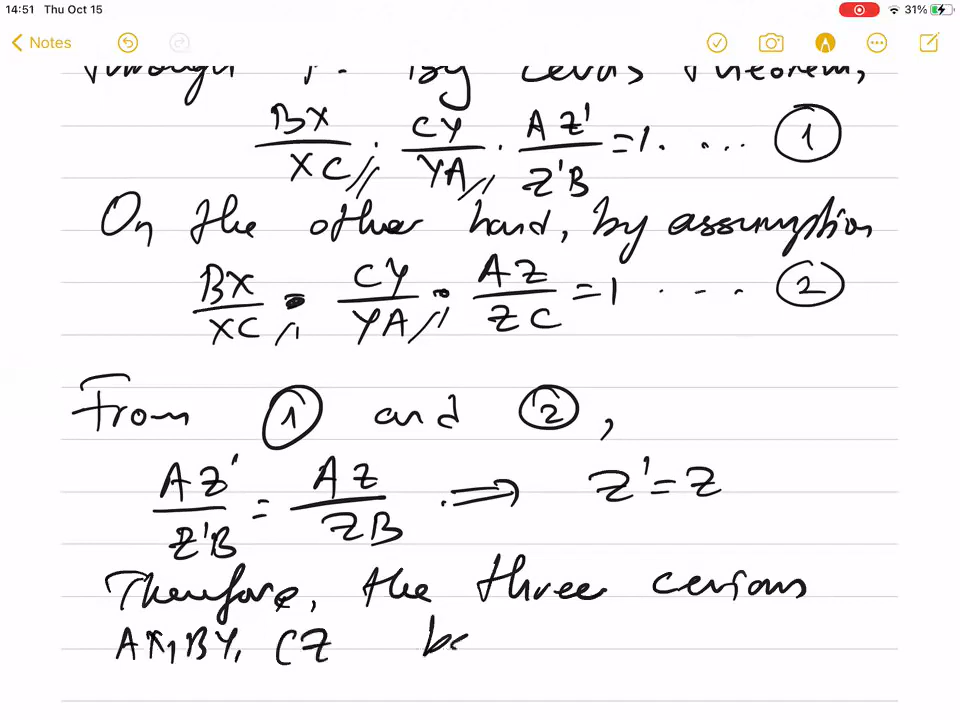 14:51 Thu Oct 15 31%
Notes
through P. By Ceva's Theorem,
BX/XC · CY/YA · AZ'/Z'B = 1. ... ①
On the other hand, by assumption
BX/XC · CY/YA · AZ/ZC = 1 ... ②
From ① and ②,
AZ'/Z'B = AZ/ZB ⟹ Z' = Z
Therefore, the three cevians
AX, BY, CZ be